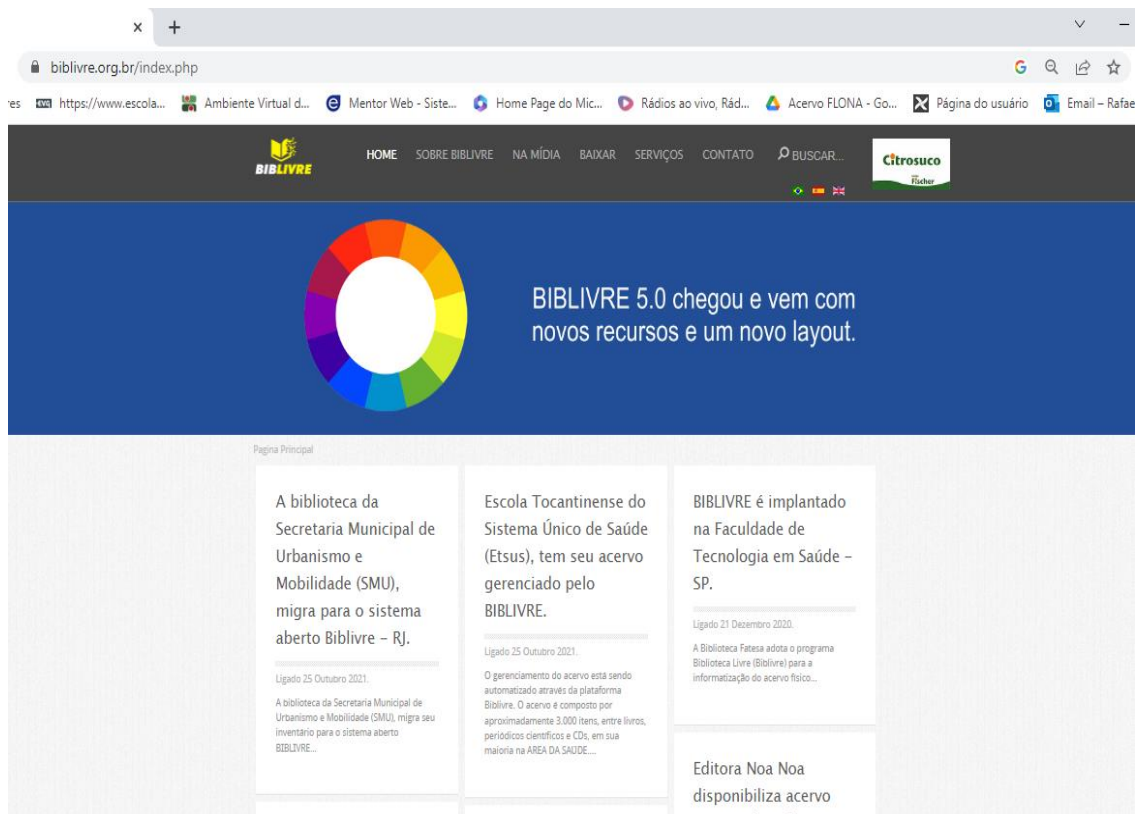 biblivre.org.br/index.php
res
EVG
https://www.escola...
Ambiente Virtual d...
Mentor Web - Siste...
Home Page do Mic...
Rádios ao vivo, Rád...
Acervo FLONA - Go...
Página do usuário
Email – Rafae
BIBLIVRE
HOME
SOBRE BIBLIVRE
NA MÍDIA
BAIXAR
SERVIÇOS
CONTATO
BUSCAR...
Citrosuco
Fischer
BIBLIVRE 5.0 chegou e vem com
novos recursos e um novo layout.
Pagina Principal
A biblioteca da
Secretaria Municipal de
Urbanismo e
Mobilidade (SMU),
migra para o sistema
aberto Biblivre – RJ.
Ligado 25 Outubro 2021.
A biblioteca da Secretaria Municipal de
Urbanismo e Mobilidade (SMU), migra seu
inventário para o sistema aberto
BIBLIVRE...
Escola Tocantinense do
Sistema Único de Saúde
(Etsus), tem seu acervo
gerenciado pelo
BIBLIVRE.
Ligado 25 Outubro 2021.
O gerenciamento do acervo está sendo
automatizado através da plataforma
Biblivre. O acervo é composto por
aproximadamente 3.000 itens, entre livros,
periódicos científicos e CDs, em sua
maioria na AREA DA SAÚDE....
BIBLIVRE é implantado
na Faculdade de
Tecnologia em Saúde –
SP.
Ligado 21 Dezembro 2020.
A Biblioteca Fatesa adota o programa
Biblioteca Livre (Biblivre) para a
informatização do acervo físico...
Editora Noa Noa
disponibiliza acervo